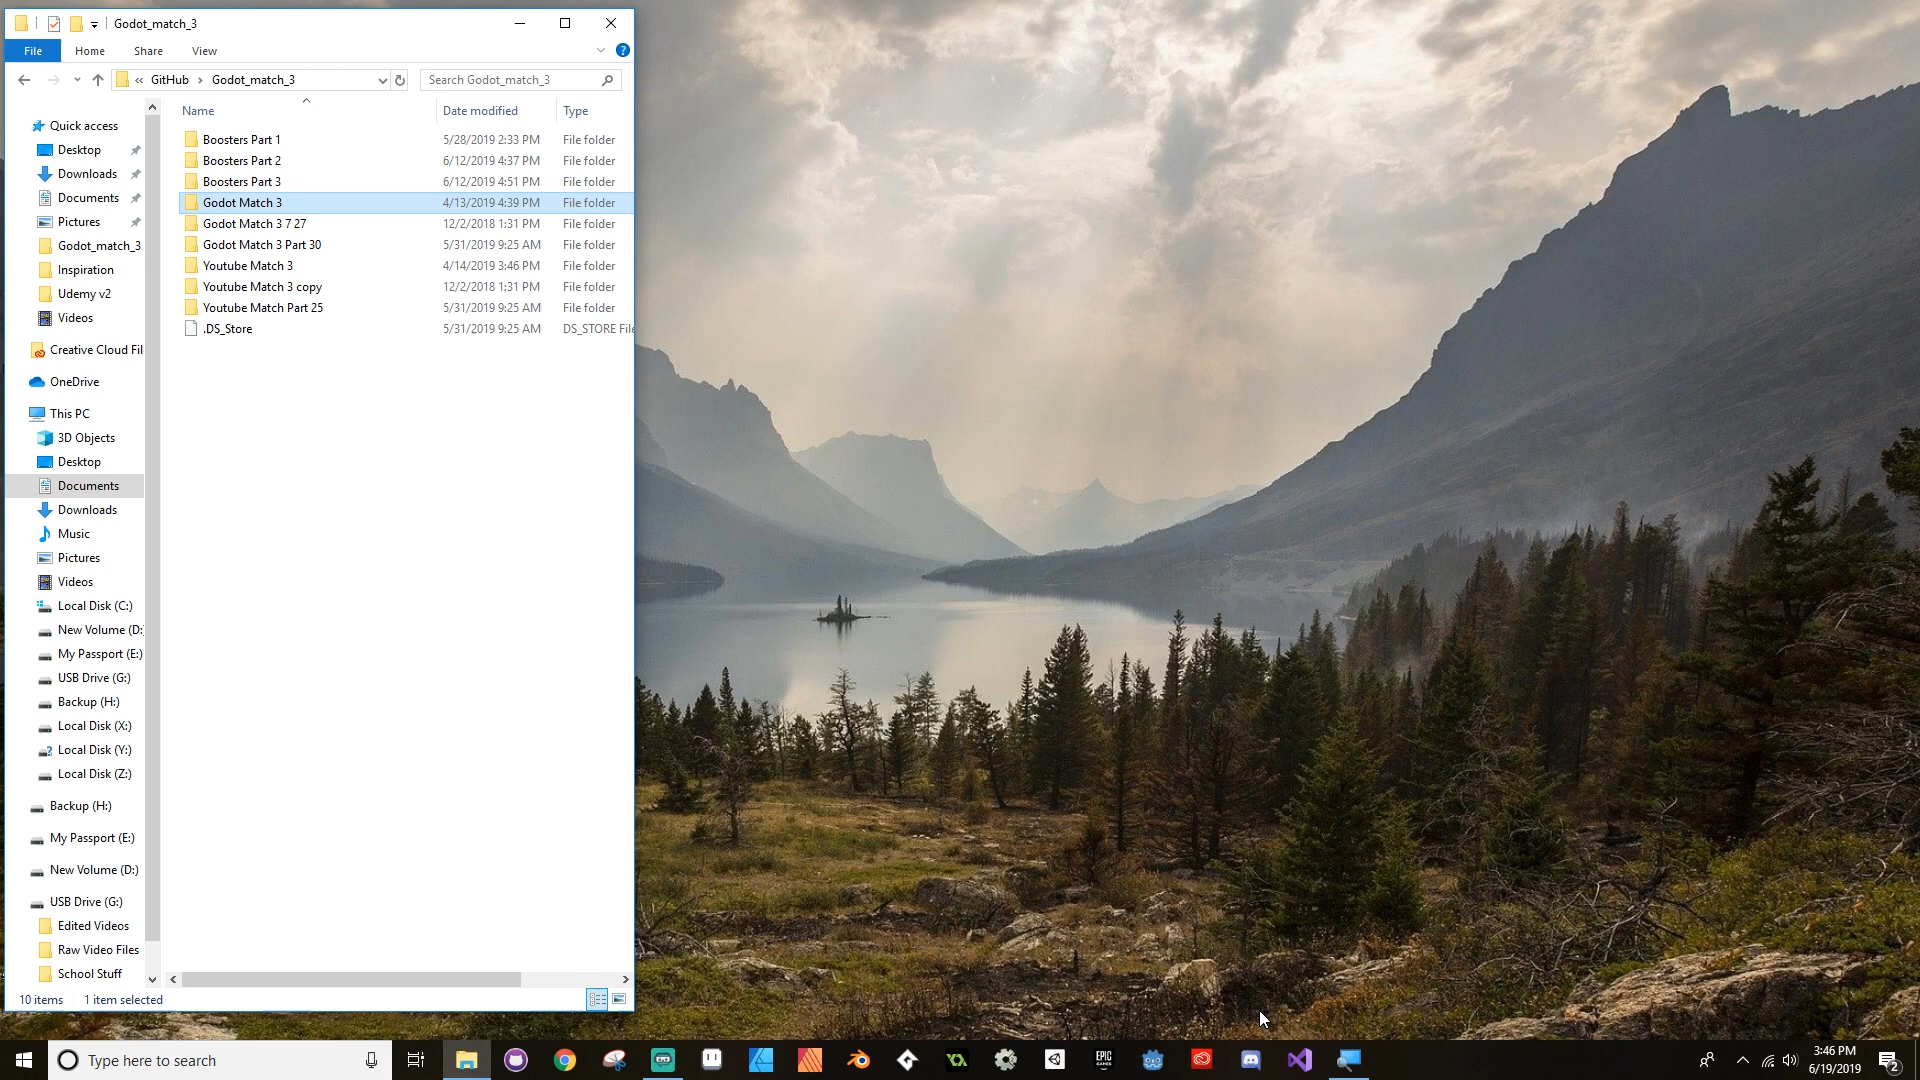 Godot_match_3
File Home Share View
« GitHub › Godot_match_3
Search Godot_match_3
Name Date modified Type
Boosters Part 1 5/28/2019 2:33 PM File folder
Boosters Part 2 6/12/2019 4:37 PM File folder
Boosters Part 3 6/12/2019 4:51 PM File folder
Godot Match 3 4/13/2019 4:39 PM File folder
Godot Match 3 7 27 12/2/2018 1:31 PM File folder
Godot Match 3 Part 30 5/31/2019 9:25 AM File folder
Youtube Match 3 4/14/2019 3:46 PM File folder
Youtube Match 3 copy 12/2/2018 1:31 PM File folder
Youtube Match Part 25 5/31/2019 9:25 AM File folder
.DS_Store 5/31/2019 9:25 AM DS_STORE File
Quick access
Desktop
Downloads
Documents
Pictures
Godot_match_3
Inspiration
Udemy v2
Videos
Creative Cloud Fil
OneDrive
This PC
3D Objects
Desktop
Documents
Downloads
Music
Pictures
Videos
Local Disk (C:)
New Volume (D:)
My Passport (E:)
USB Drive (G:)
Backup (H:)
Local Disk (X:)
Local Disk (Y:)
Local Disk (Z:)
Backup (H:)
My Passport (E:)
New Volume (D:)
USB Drive (G:)
Edited Videos
Raw Video Files
School Stuff
10 items 1 item selected
Type here to search
EPIC
GAMES
3:46 PM
6/19/2019
2